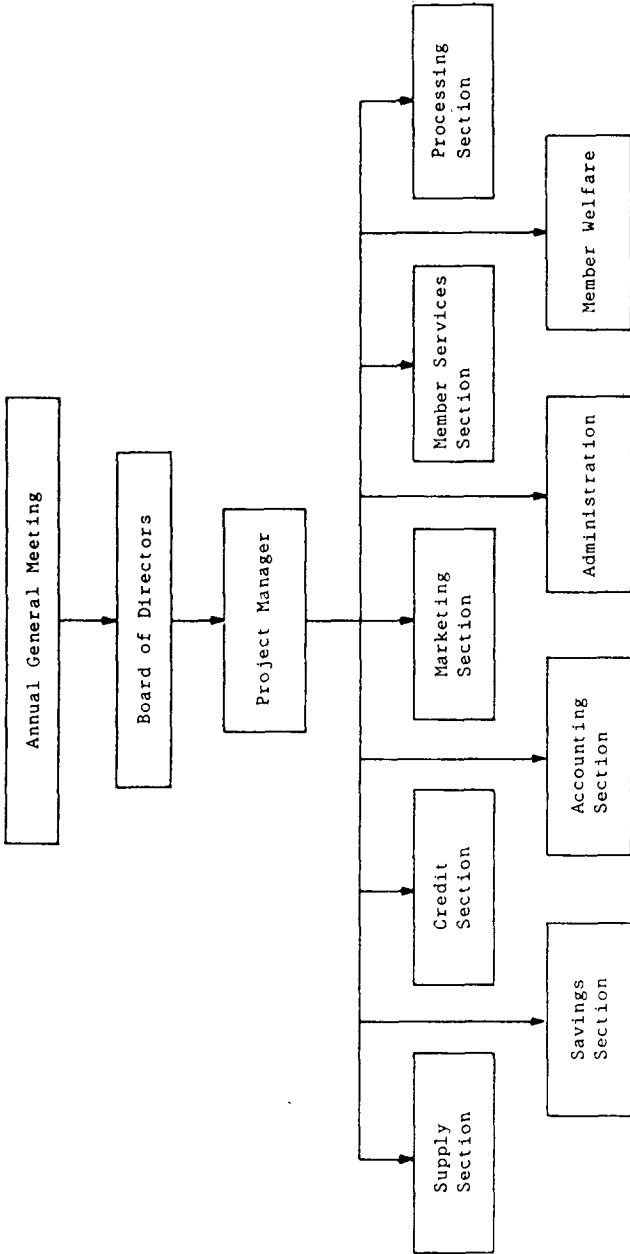 Annual General Meeting
Board of Directors
Project Manager
Supply
Section
Credit
Section
Marketing
Section
Member Services
Section
Processing
Section
Savings
Section
Accounting
Section
Administration
Member Welfare